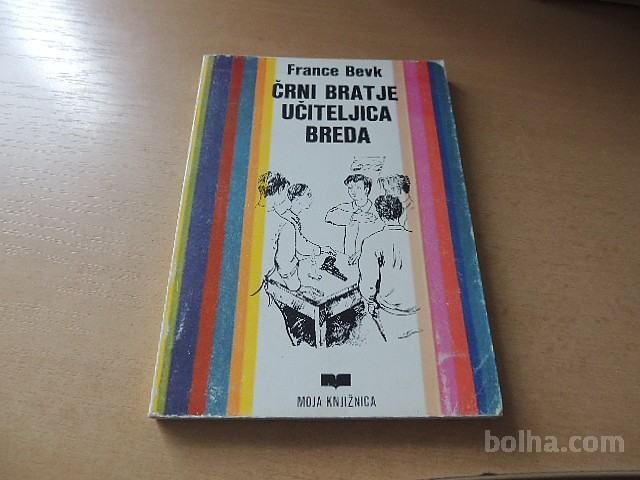 France Bevk
ČRNI BRATJE
UČITELJICA
BREDA
MOJA KNJIŽNICA
bolha.com